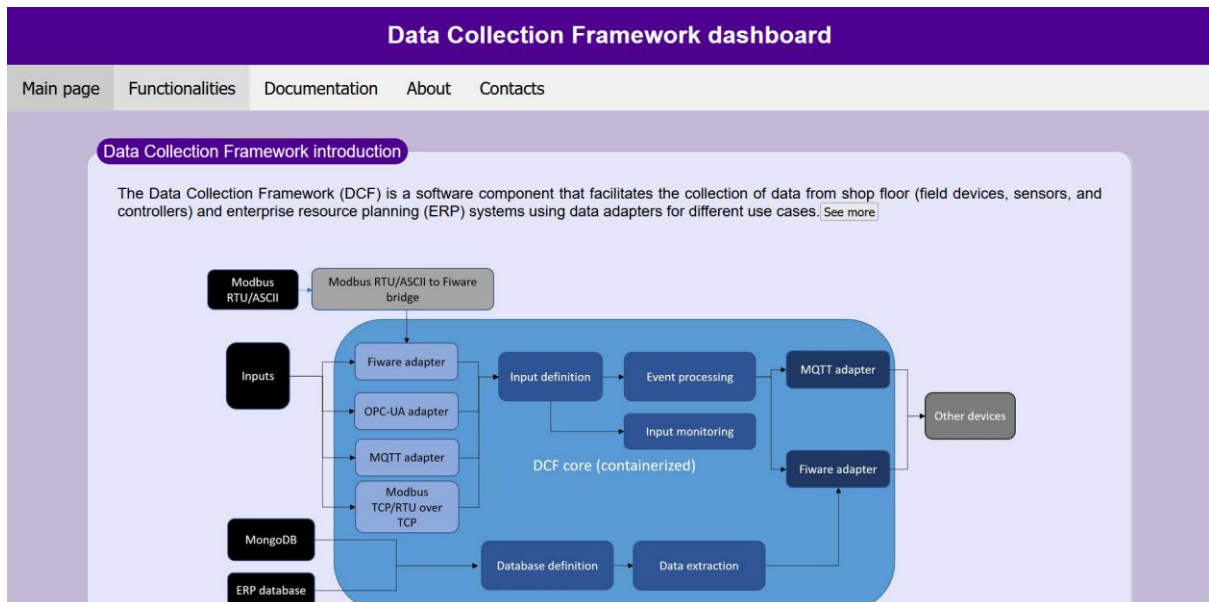 Data Collection Framework dashboard
Main page Functionalities Documentation About Contacts
Data Collection Framework introduction
The Data Collection Framework (DCF) is a software component that facilitates the collection of data from shop floor (field devices, sensors, and
controllers) and enterprise resource planning (ERP) systems using data adapters for different use cases. See more
Modbus
RTU/ASCII
Modbus RTU/ASCII to Fiware
bridge
Inputs
Fiware adapter
OPC-UA adapter
MQTT adapter
Modbus
TCP/RTU over
TCP
Input definition
Event processing
Input monitoring
DCF core (containerized)
MQTT adapter
Fiware adapter
Other devices
MongoDB
ERP database
Database definition
Data extraction